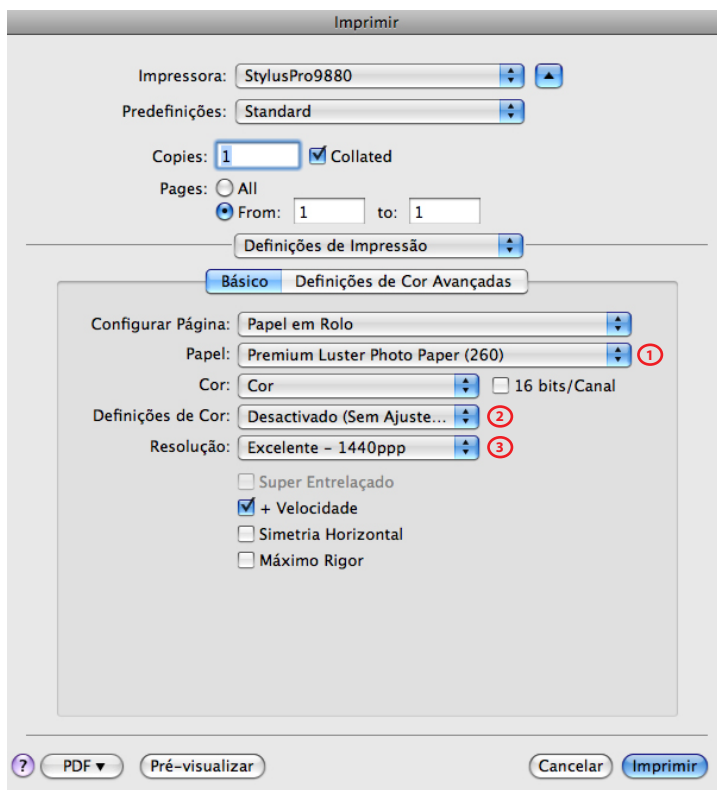 Imprimir
Impressora: StylusPro9880
Predefinições: Standard
Copies: 1 Collated
Pages: All
From: 1 to: 1
Definições de Impressão
Básico Definições de Cor Avançadas
Configurar Página: Papel em Rolo
Papel: Premium Luster Photo Paper (260) 1
Cor: Cor 16 bits/Canal
Definições de Cor: Desactivado (Sem Ajuste... 2
Resolução: Excelente – 1440ppp 3
Super Entrelaçado
+ Velocidade
Simetria Horizontal
Máximo Rigor
? PDF ▼ Pré-visualizar Cancelar Imprimir